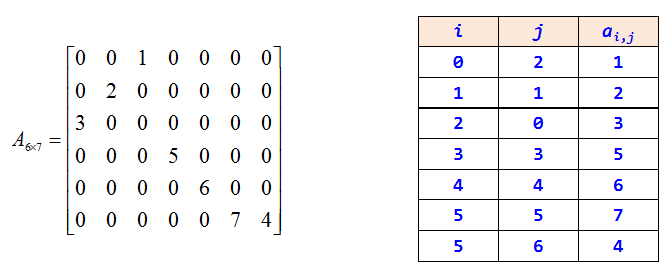 A6×7 =
0 0 1 0 0 0 0
0 2 0 0 0 0 0
3 0 0 0 0 0 0
0 0 0 5 0 0 0
0 0 0 0 6 0 0
0 0 0 0 0 7 4
i j ai,j
0 2 1
1 1 2
2 0 3
3 3 5
4 4 6
5 5 7
5 6 4